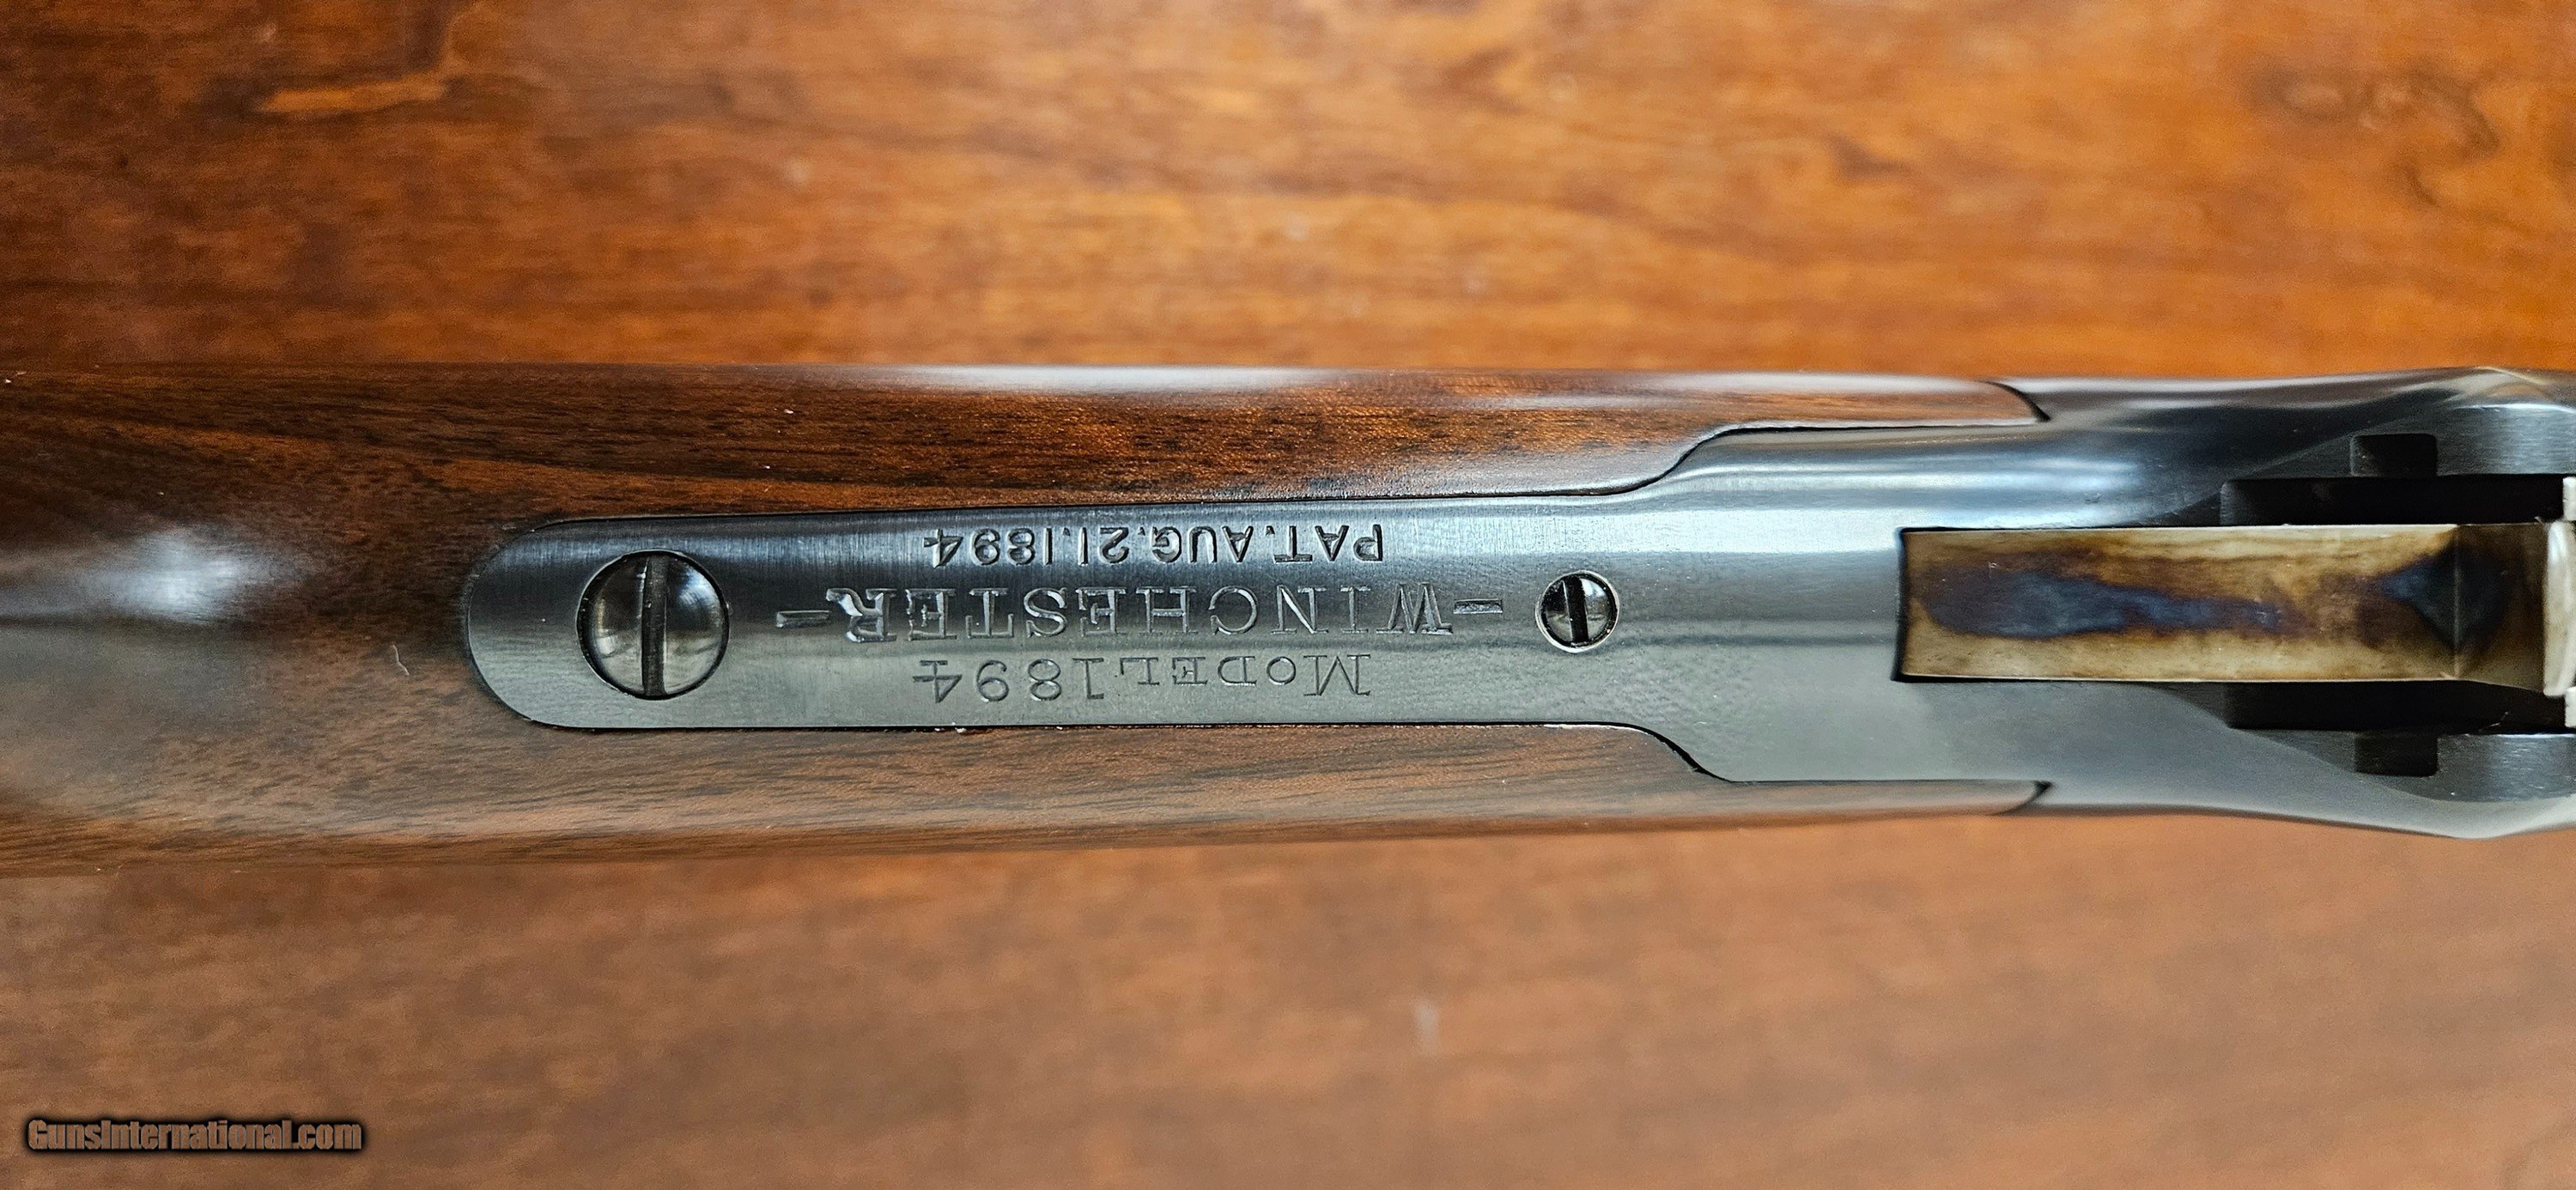 MODEL 1894
-WINCHESTER-
PAT. AUG. 21. 1894
GunsInternational.com